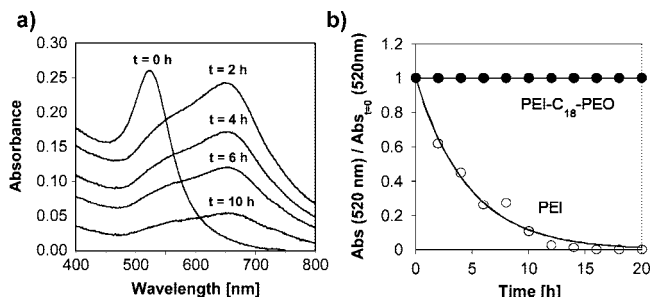 a)
0.30
0.25
0.20
0.15
0.10
0.05
0.00
Absorbance
t = 0 h
t = 2 h
t = 4 h
t = 6 h
t = 10 h
400 500 600 700 800
Wavelength [nm]
b)
1
0.8
0.6
0.4
0.2
0
Abs (520 nm) / Abs t=0 (520nm)
PEI-C18-PEO
PEI
0 5 10 15 20
Time [h]